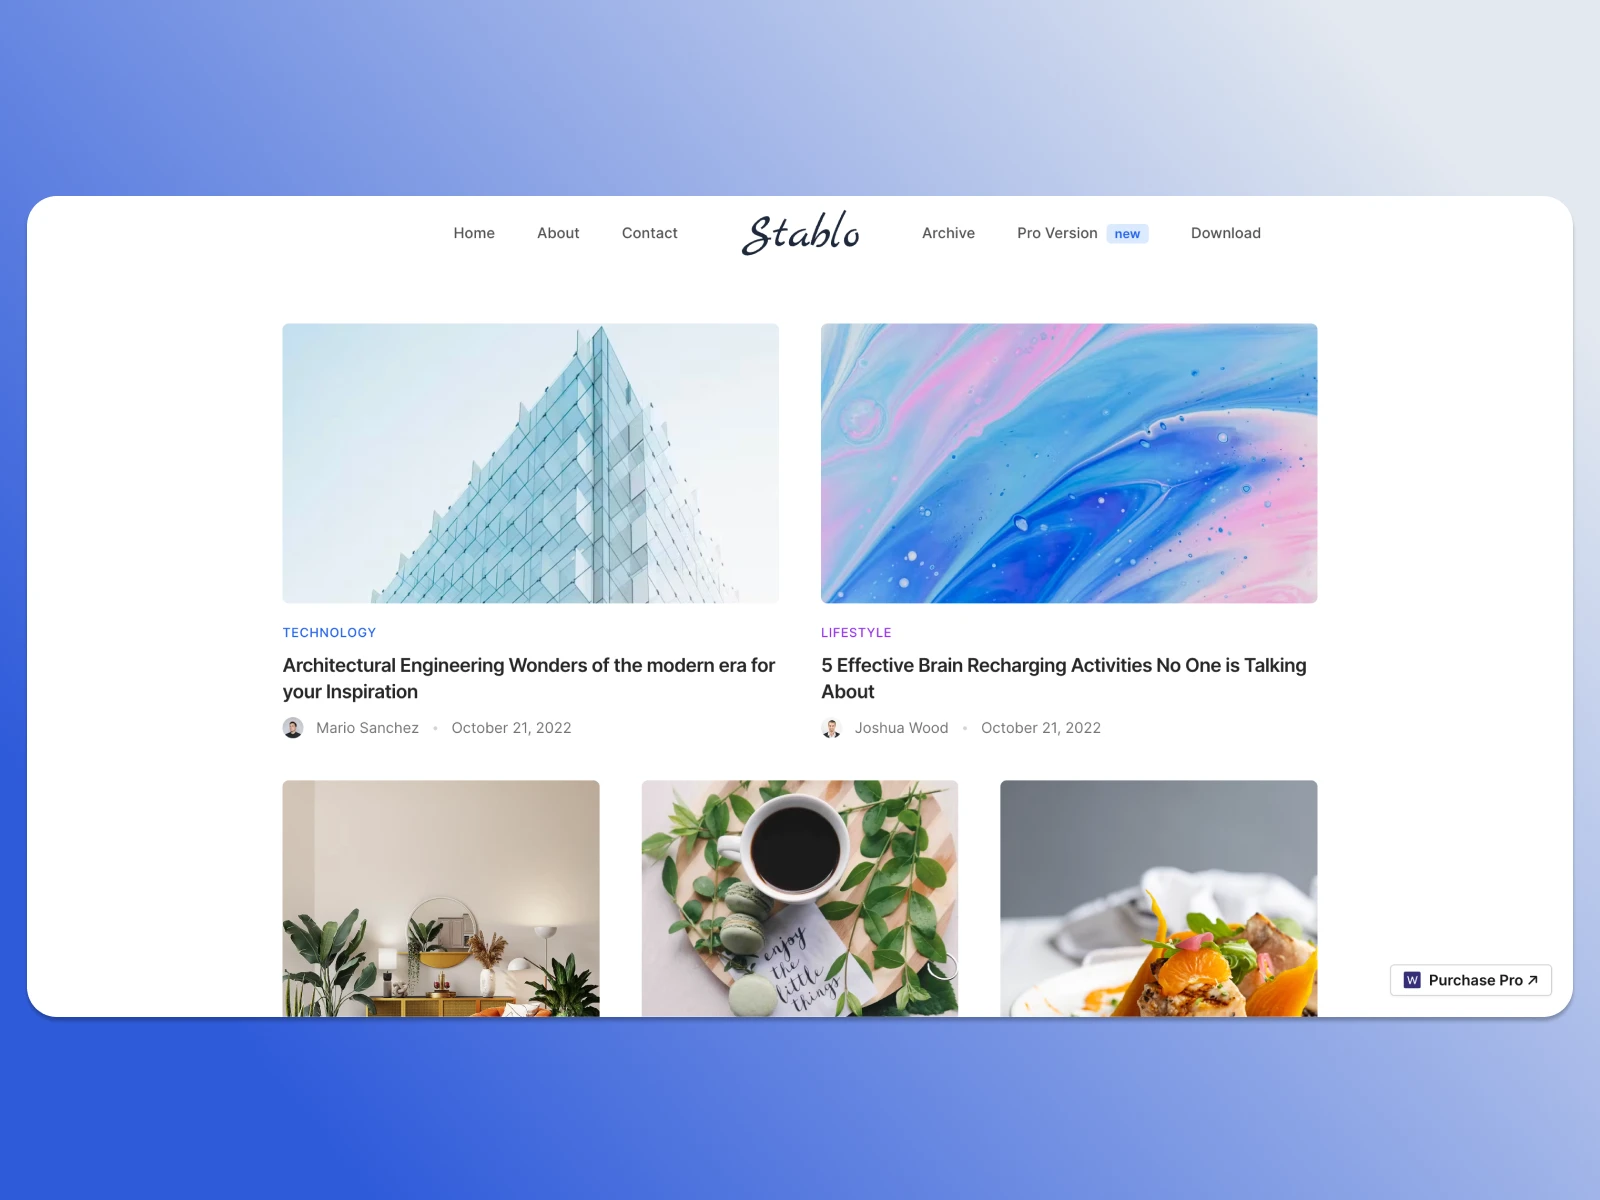 Home About Contact Stablo Archive Pro Version new Download
TECHNOLOGY
Architectural Engineering Wonders of the modern era for
your Inspiration
Mario Sanchez • October 21, 2022
LIFESTYLE
5 Effective Brain Recharging Activities No One is Talking
About
Joshua Wood • October 21, 2022
enjoy
the
little
things
W Purchase Pro ↗